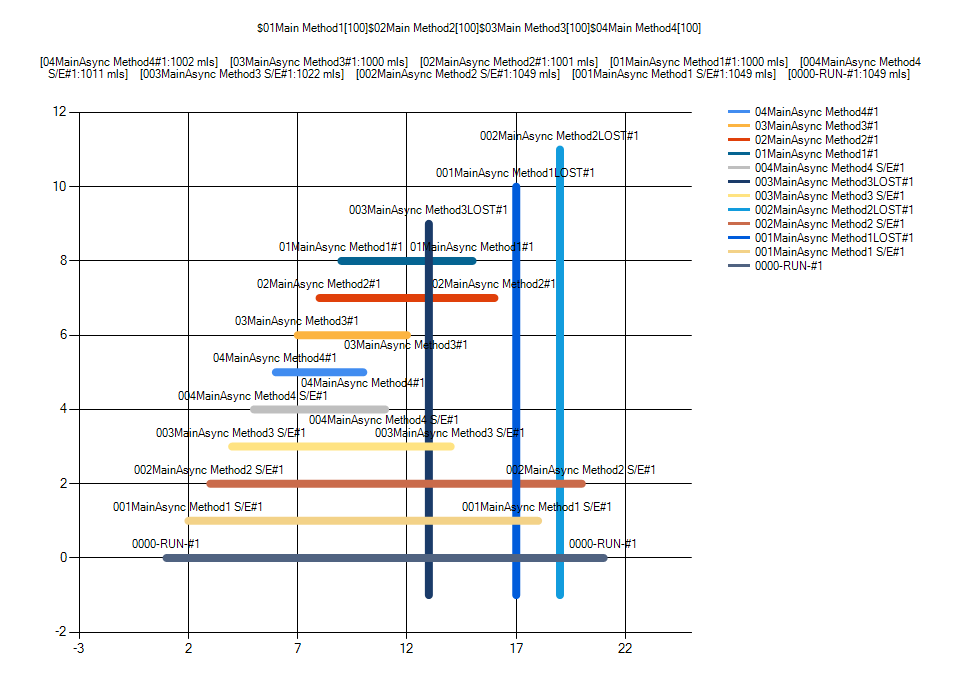 $01Main Method1[100]$02Main Method2[100]$03Main Method3[100]$04Main Method4[100]
[04MainAsync Method4#1:1002 mls] [03MainAsync Method3#1:1000 mls] [02MainAsync Method2#1:1001 mls] [01MainAsync Method1#1:1000 mls] [004MainAsync Method4
S/E#1:1011 mls] [003MainAsync Method3 S/E#1:1022 mls] [002MainAsync Method2 S/E#1:1049 mls] [001MainAsync Method1 S/E#1:1049 mls] [0000-RUN-#1:1049 mls]
12
002MainAsync Method2LOST#1
001MainAsync Method1LOST#1
10
003MainAsync Method3LOST#1
01MainAsync Method1#1 01MainAsync Method1#1
8
02MainAsync Method2#1 02MainAsync Method2#1
03MainAsync Method3#1
6
03MainAsync Method3#1
04MainAsync Method4#1
04MainAsync Method4#1
004MainAsync Method4 S/E#1
4
004MainAsync Method4 S/E#1
003MainAsync Method3 S/E#1 003MainAsync Method3 S/E#1
002MainAsync Method2 S/E#1 002MainAsync Method2 S/E#1
2
001MainAsync Method1 S/E#1 001MainAsync Method1 S/E#1
0000-RUN-#1 0000-RUN-#1
0
-2
-3 2 7 12 17 22
04MainAsync Method4#1
03MainAsync Method3#1
02MainAsync Method2#1
01MainAsync Method1#1
004MainAsync Method4 S/E#1
003MainAsync Method3LOST#1
003MainAsync Method3 S/E#1
002MainAsync Method2LOST#1
002MainAsync Method2 S/E#1
001MainAsync Method1LOST#1
001MainAsync Method1 S/E#1
0000-RUN-#1